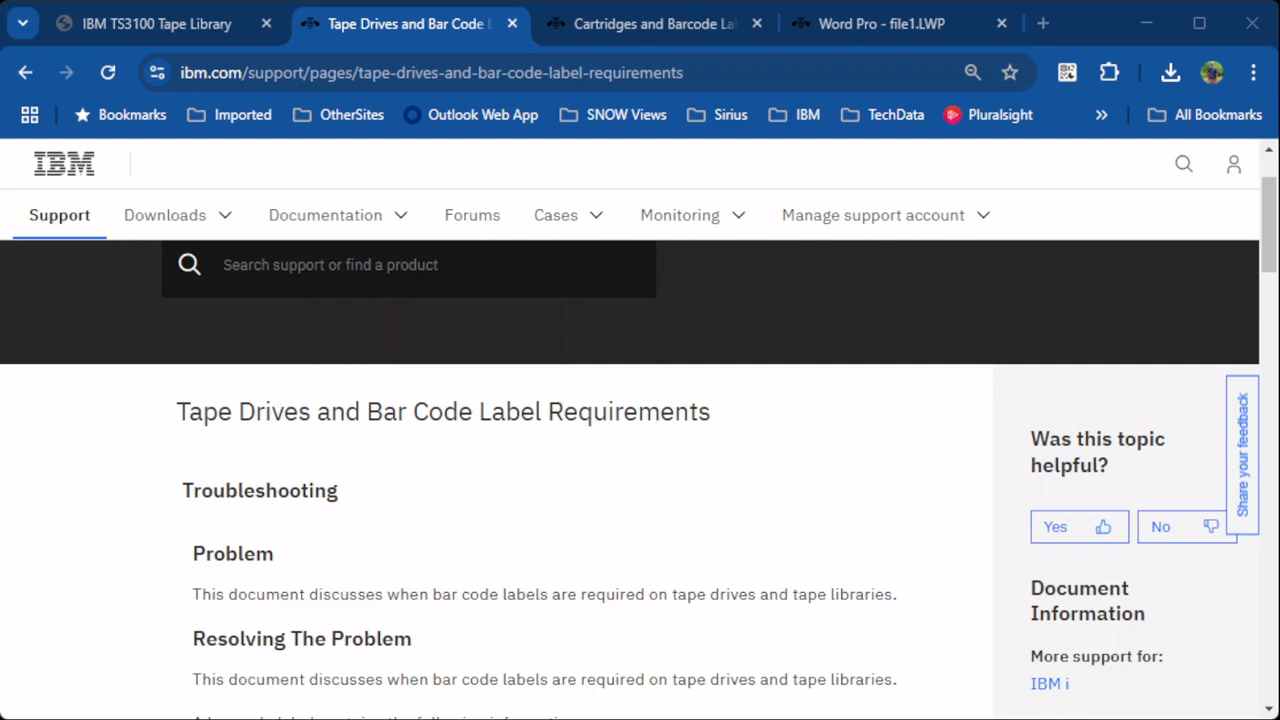 IBM TS3100 Tape Library
Tape Drives and Bar Code L
Cartridges and Barcode La
Word Pro - file1.LWP
ibm.com/support/pages/tape-drives-and-bar-code-label-requirements
Bookmarks
Imported
OtherSites
Outlook Web App
SNOW Views
Sirius
IBM
TechData
Pluralsight
»
All Bookmarks
IBM
Support
Downloads
Documentation
Forums
Cases
Monitoring
Manage support account
Search support or find a product
Tape Drives and Bar Code Label Requirements
Troubleshooting
Problem
This document discusses when bar code labels are required on tape drives and tape libraries.
Resolving The Problem
This document discusses when bar code labels are required on tape drives and tape libraries.
Was this topic
helpful?
Yes
No
Share your feedback
Document
Information
More support for:
IBM i